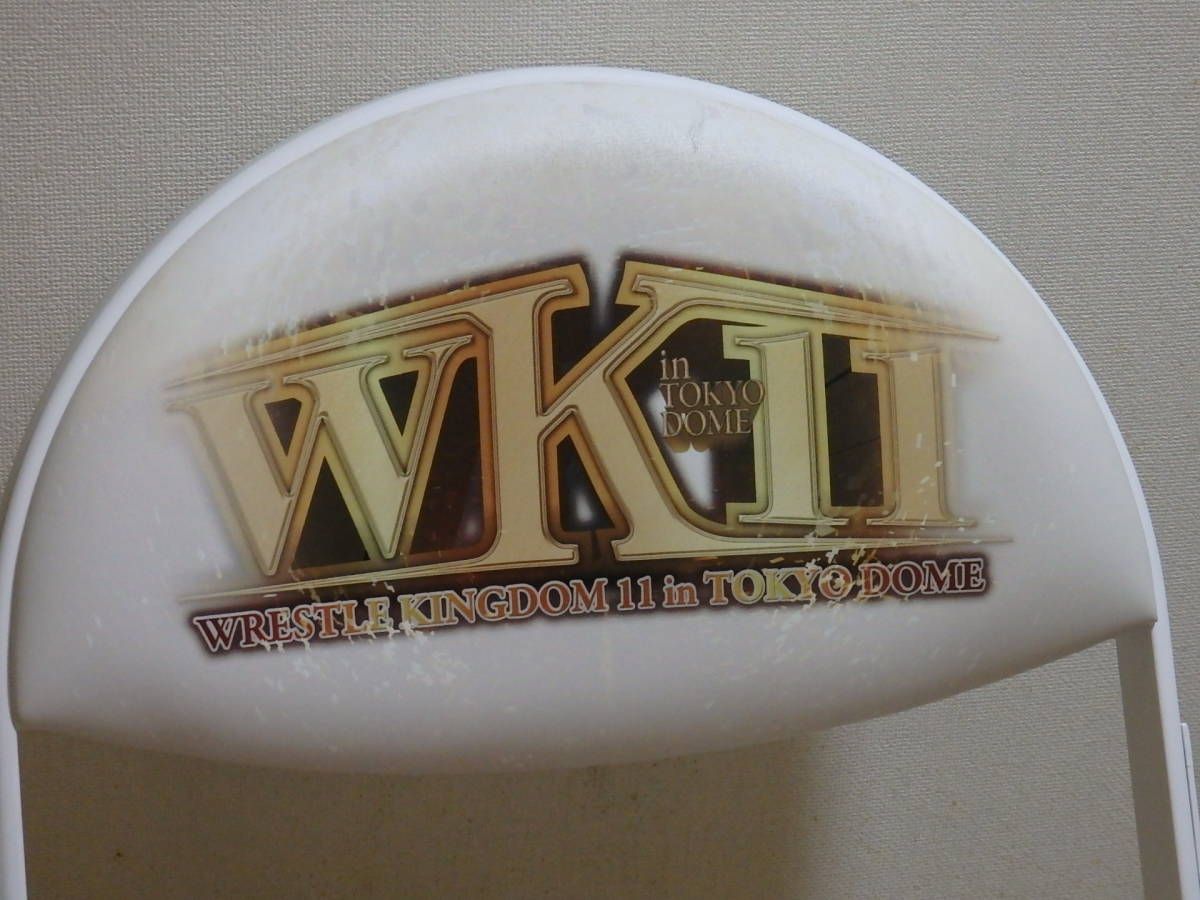 WK11
in
TOKYO
DOME
WRESTLE KINGDOM 11 in TOKYO DOME